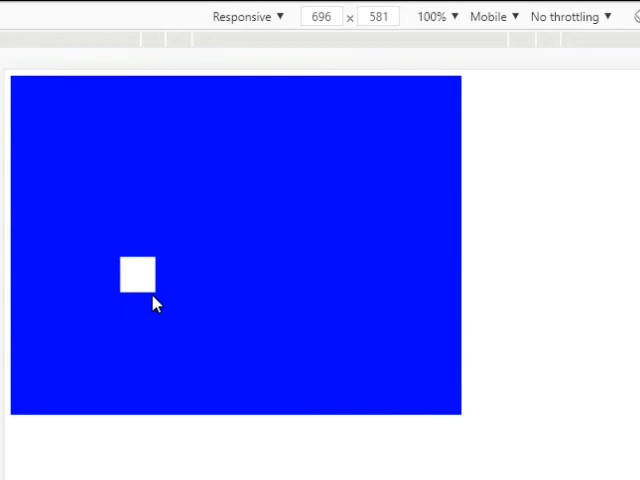 Responsive ▼ 696 x 581 100% ▼ Mobile ▼ No throttling ▼